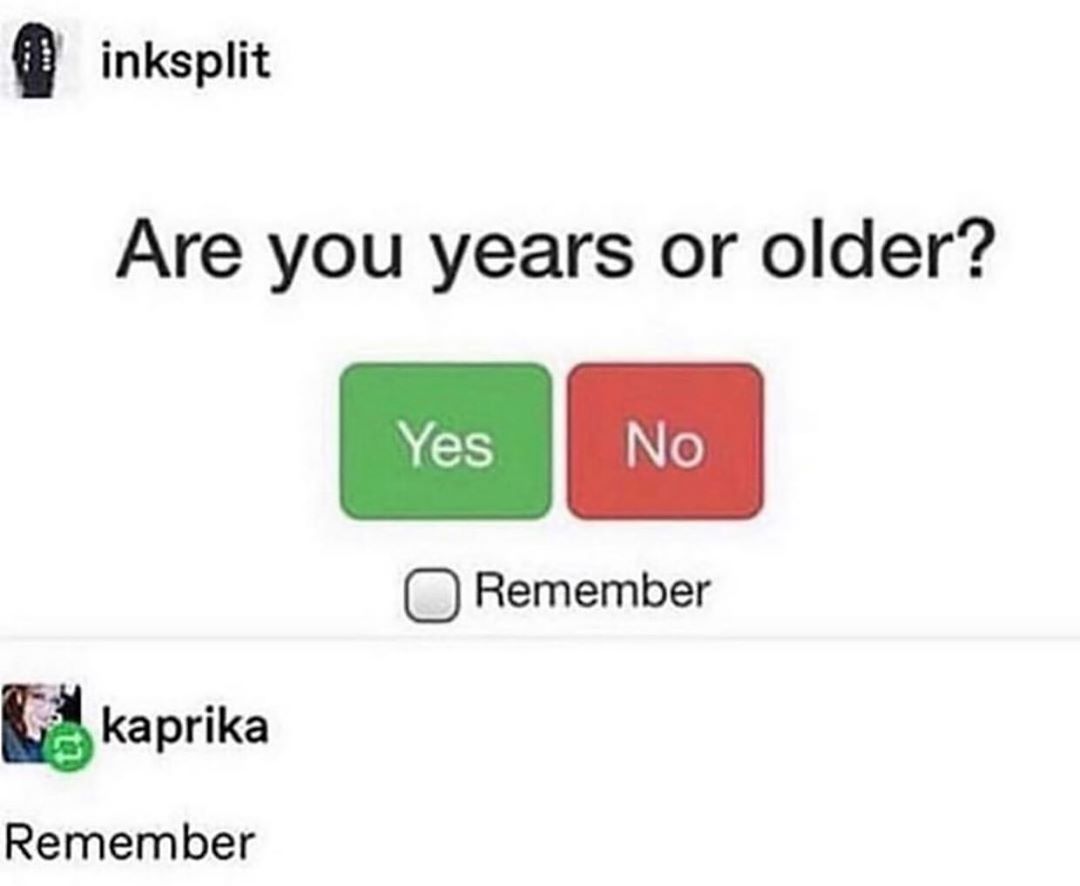 inksplit
Are you years or older?
Yes No
Remember
kaprika
Remember